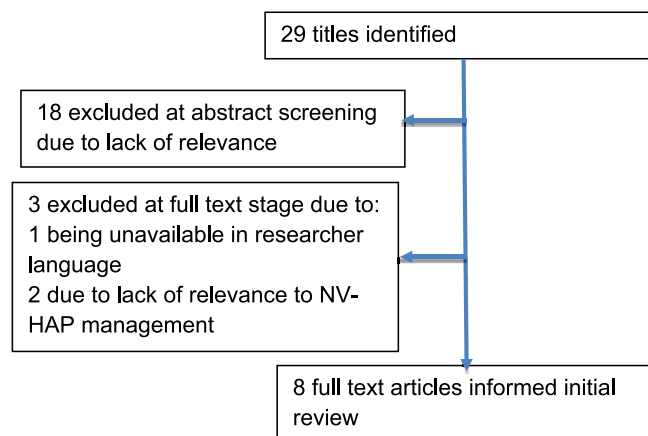 29 titles identified
18 excluded at abstract screening
due to lack of relevance
3 excluded at full text stage due to:
1 being unavailable in researcher
language
2 due to lack of relevance to NV-
HAP management
8 full text articles informed initial
review